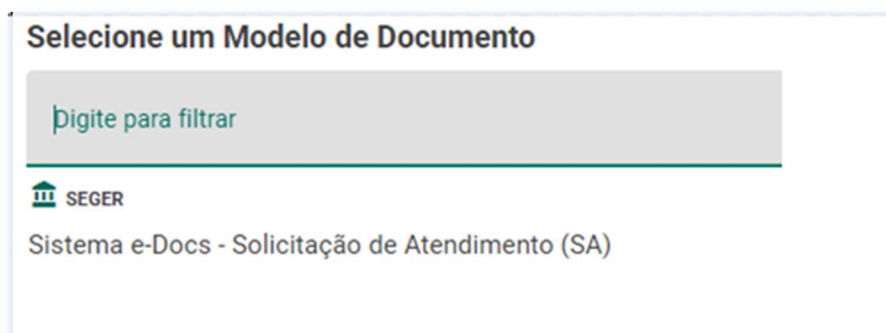 Selecione um Modelo de Documento
Digite para filtrar
SEGER
Sistema e-Docs - Solicitação de Atendimento (SA)